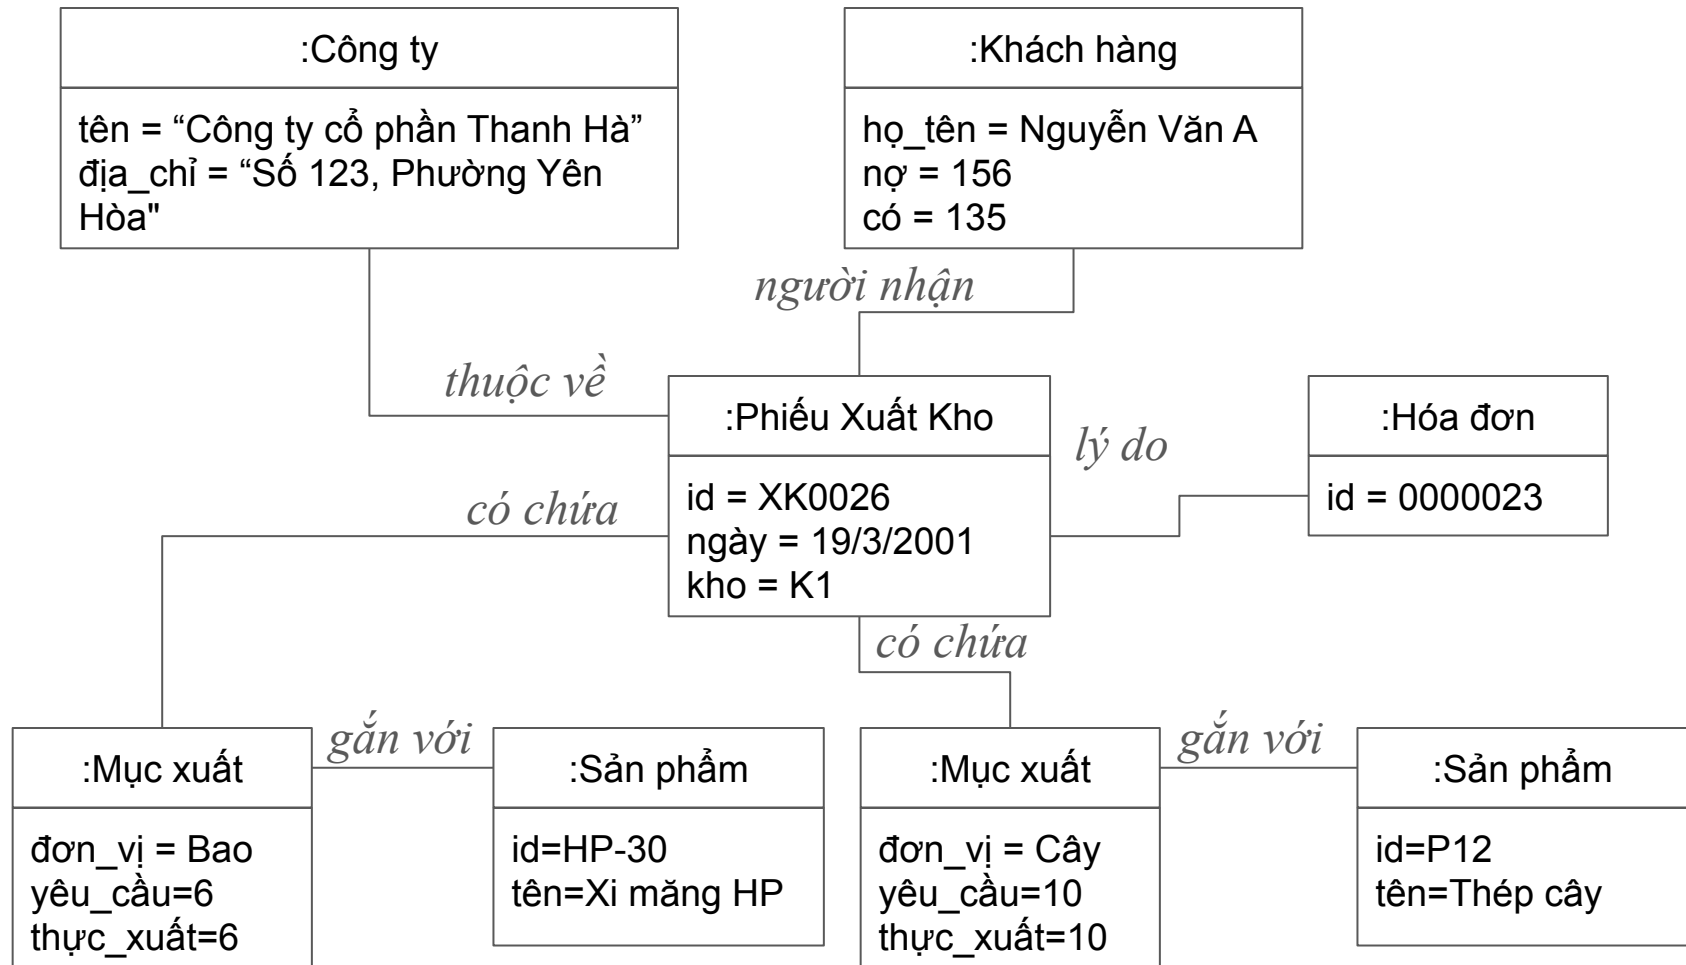 :Công ty
tên = “Công ty cổ phần Thanh Hà”
địa_chỉ = “Số 123, Phường Yên
Hòa"
:Khách hàng
họ_tên = Nguyễn Văn A
nợ = 156
có = 135
người nhận
thuộc về
:Phiếu Xuất Kho
id = XK0026
ngày = 19/3/2001
kho = K1
lý do
:Hóa đơn
id = 0000023
có chứa
có chứa
:Mục xuất
đơn_vị = Bao
yêu_cầu=6
thực_xuất=6
gắn với
:Sản phẩm
id=HP-30
tên=Xi măng HP
:Mục xuất
đơn_vị = Cây
yêu_cầu=10
thực_xuất=10
gắn với
:Sản phẩm
id=P12
tên=Thép cây